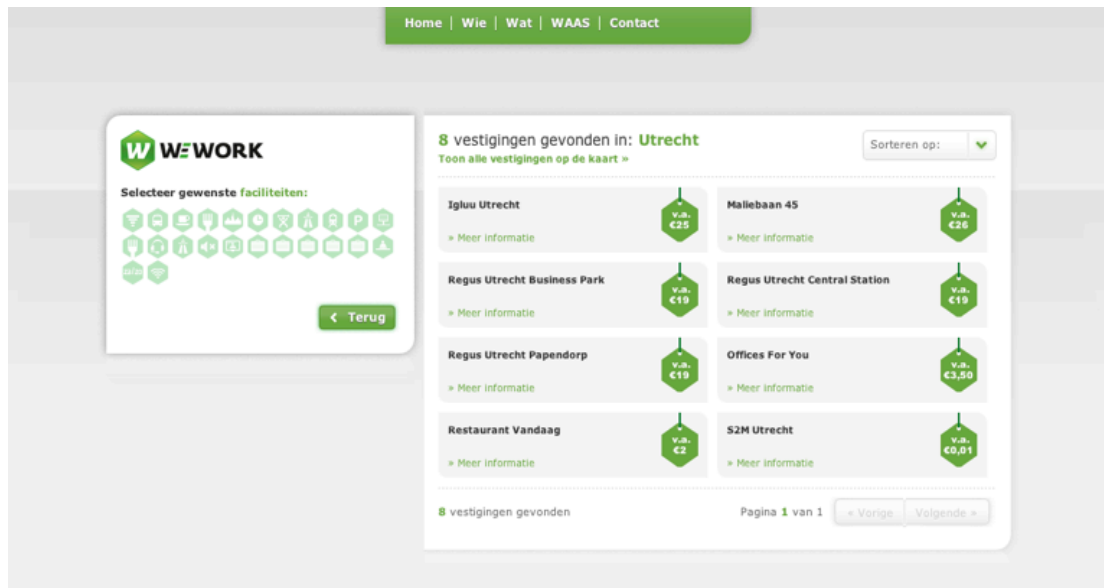 Home | Wie | Wat | WAAS | Contact
W WEWORK
Selecteer gewenste faciliteiten:
P
Terug
8 vestigingen gevonden in: Utrecht
Toon alle vestigingen op de kaart »
Sorteren op:
Igluu Utrecht
» Meer informatie
v.a.
€25
Maliebaan 45
» Meer informatie
v.a.
€26
Regus Utrecht Business Park
» Meer informatie
v.a.
€19
Regus Utrecht Central Station
» Meer informatie
v.a.
€19
Regus Utrecht Papendorp
» Meer informatie
v.a.
€19
Offices For You
» Meer informatie
v.a.
€3,50
Restaurant Vandaag
» Meer informatie
v.a.
€2
S2M Utrecht
» Meer informatie
v.a.
€0,01
8 vestigingen gevonden
Pagina 1 van 1
« Vorige
Volgende »